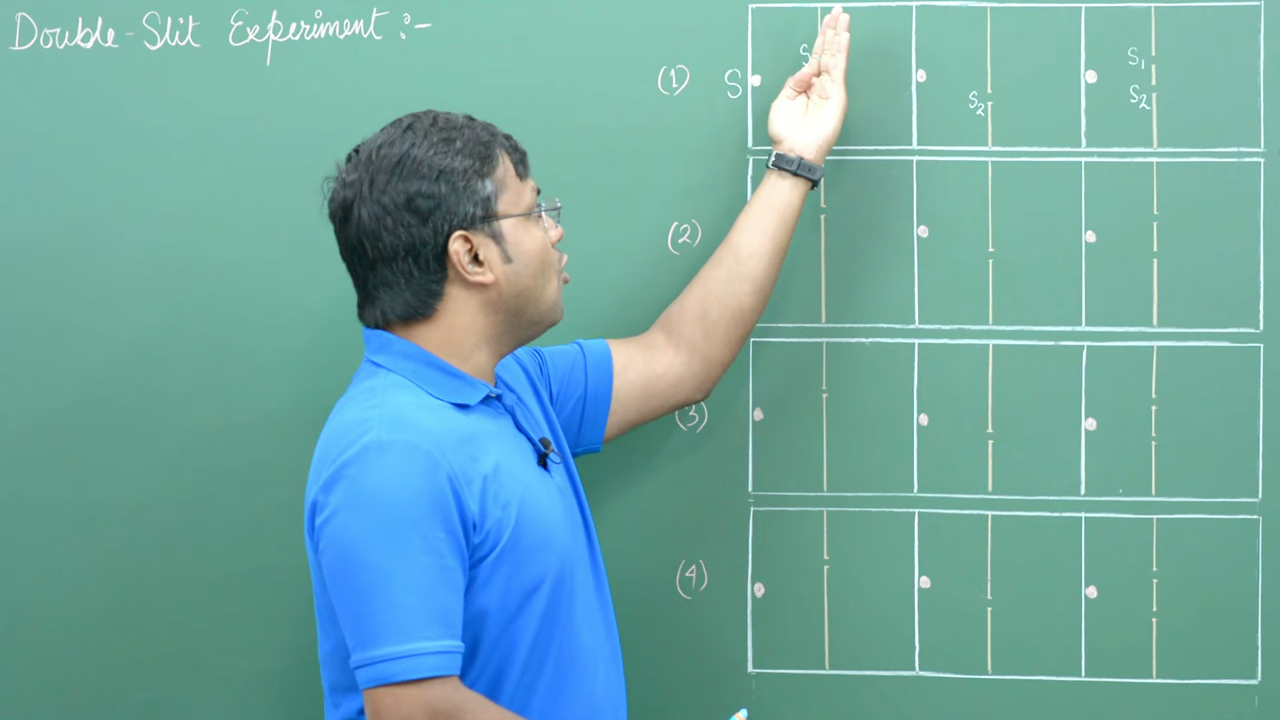 Double-Slit Experiment :-
(1) S S S₂ S₁
S₂
(2)
(3)
(4)